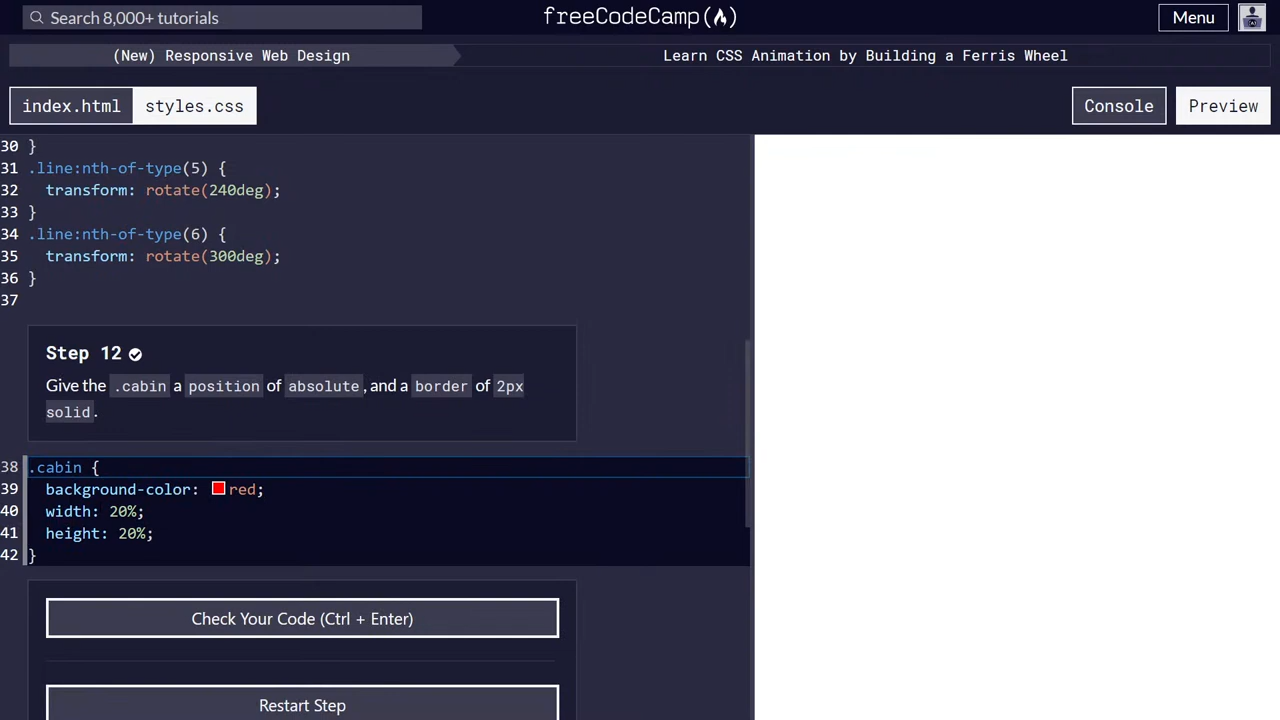 Search 8,000+ tutorials
freeCodeCamp
Menu
(New) Responsive Web Design
Learn CSS Animation by Building a Ferris Wheel
index.html
styles.css
Console
Preview
30 }
31 .line:nth-of-type(5) {
32   transform: rotate(240deg);
33 }
34 .line:nth-of-type(6) {
35   transform: rotate(300deg);
36 }
37
Step 12
Give the .cabin a position of absolute, and a border of 2px
solid.
38 .cabin {
39   background-color: red;
40   width: 20%;
41   height: 20%;
42 }
Check Your Code (Ctrl + Enter)
Restart Step